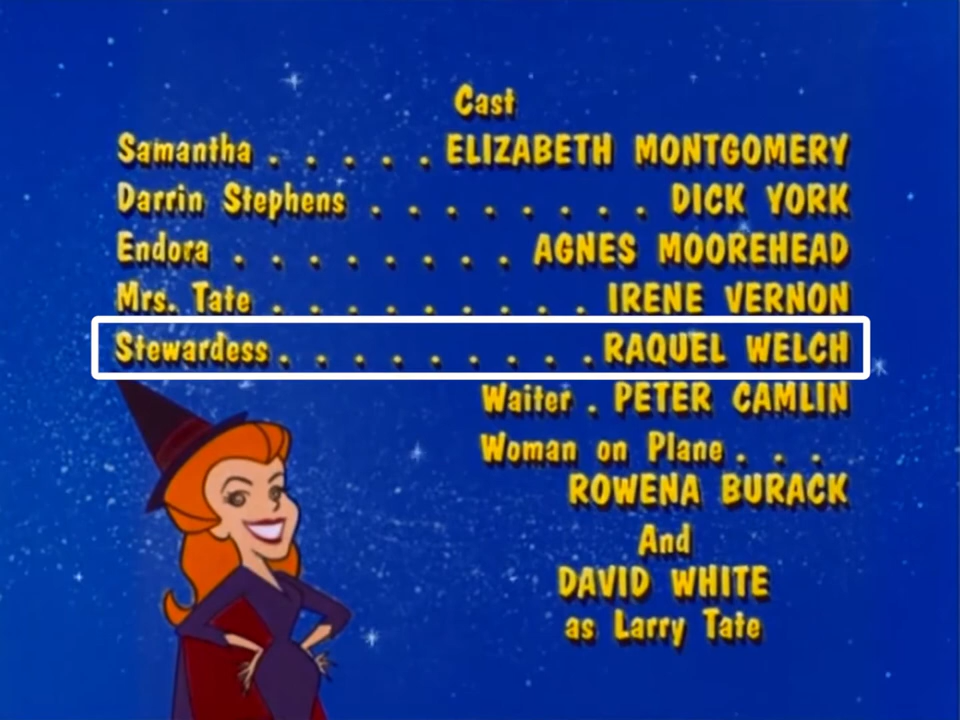 Cast
Samantha . . . . . ELIZABETH MONTGOMERY
Darrin Stephens . . . . . . . . DICK YORK
Endora . . . . . . . . AGNES MOOREHEAD
Mrs. Tate . . . . . . . . . IRENE VERNON
Stewardess . . . . . . . . . RAQUEL WELCH
Waiter . PETER CAMLIN
Woman on Plane . . .
ROWENA BURACK
And
DAVID WHITE
as Larry Tate